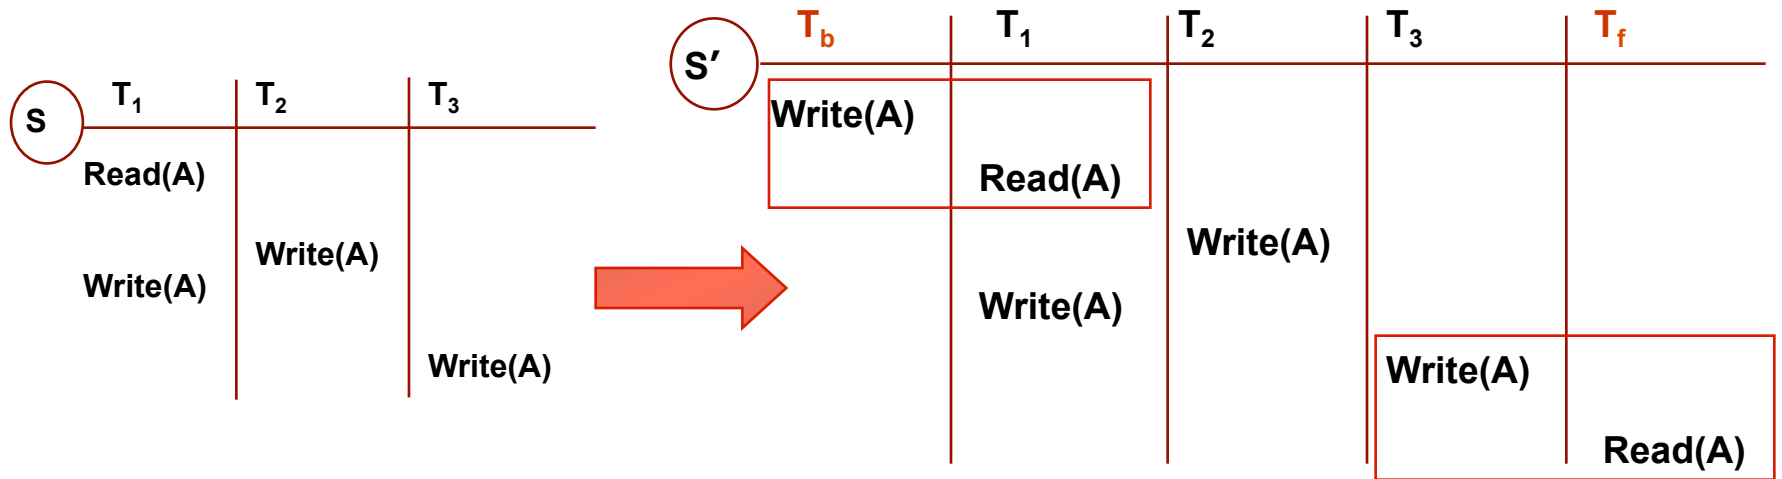 S
T1 T2 T3
Read(A)
Write(A)
Write(A)
Write(A)
S′
Tb T1 T2 T3 Tf
Write(A)
Read(A)
Write(A)
Write(A)
Write(A)
Read(A)